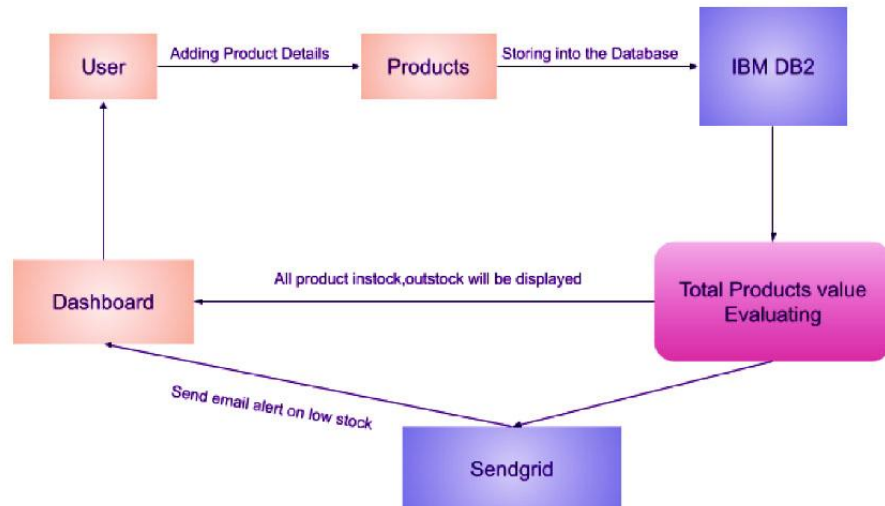 User
Adding Product Details
Products
Storing into the Database
IBM DB2
Dashboard
All product instock,outstock will be displayed
Total Products value
Evaluating
Send email alert on low stock
Sendgrid